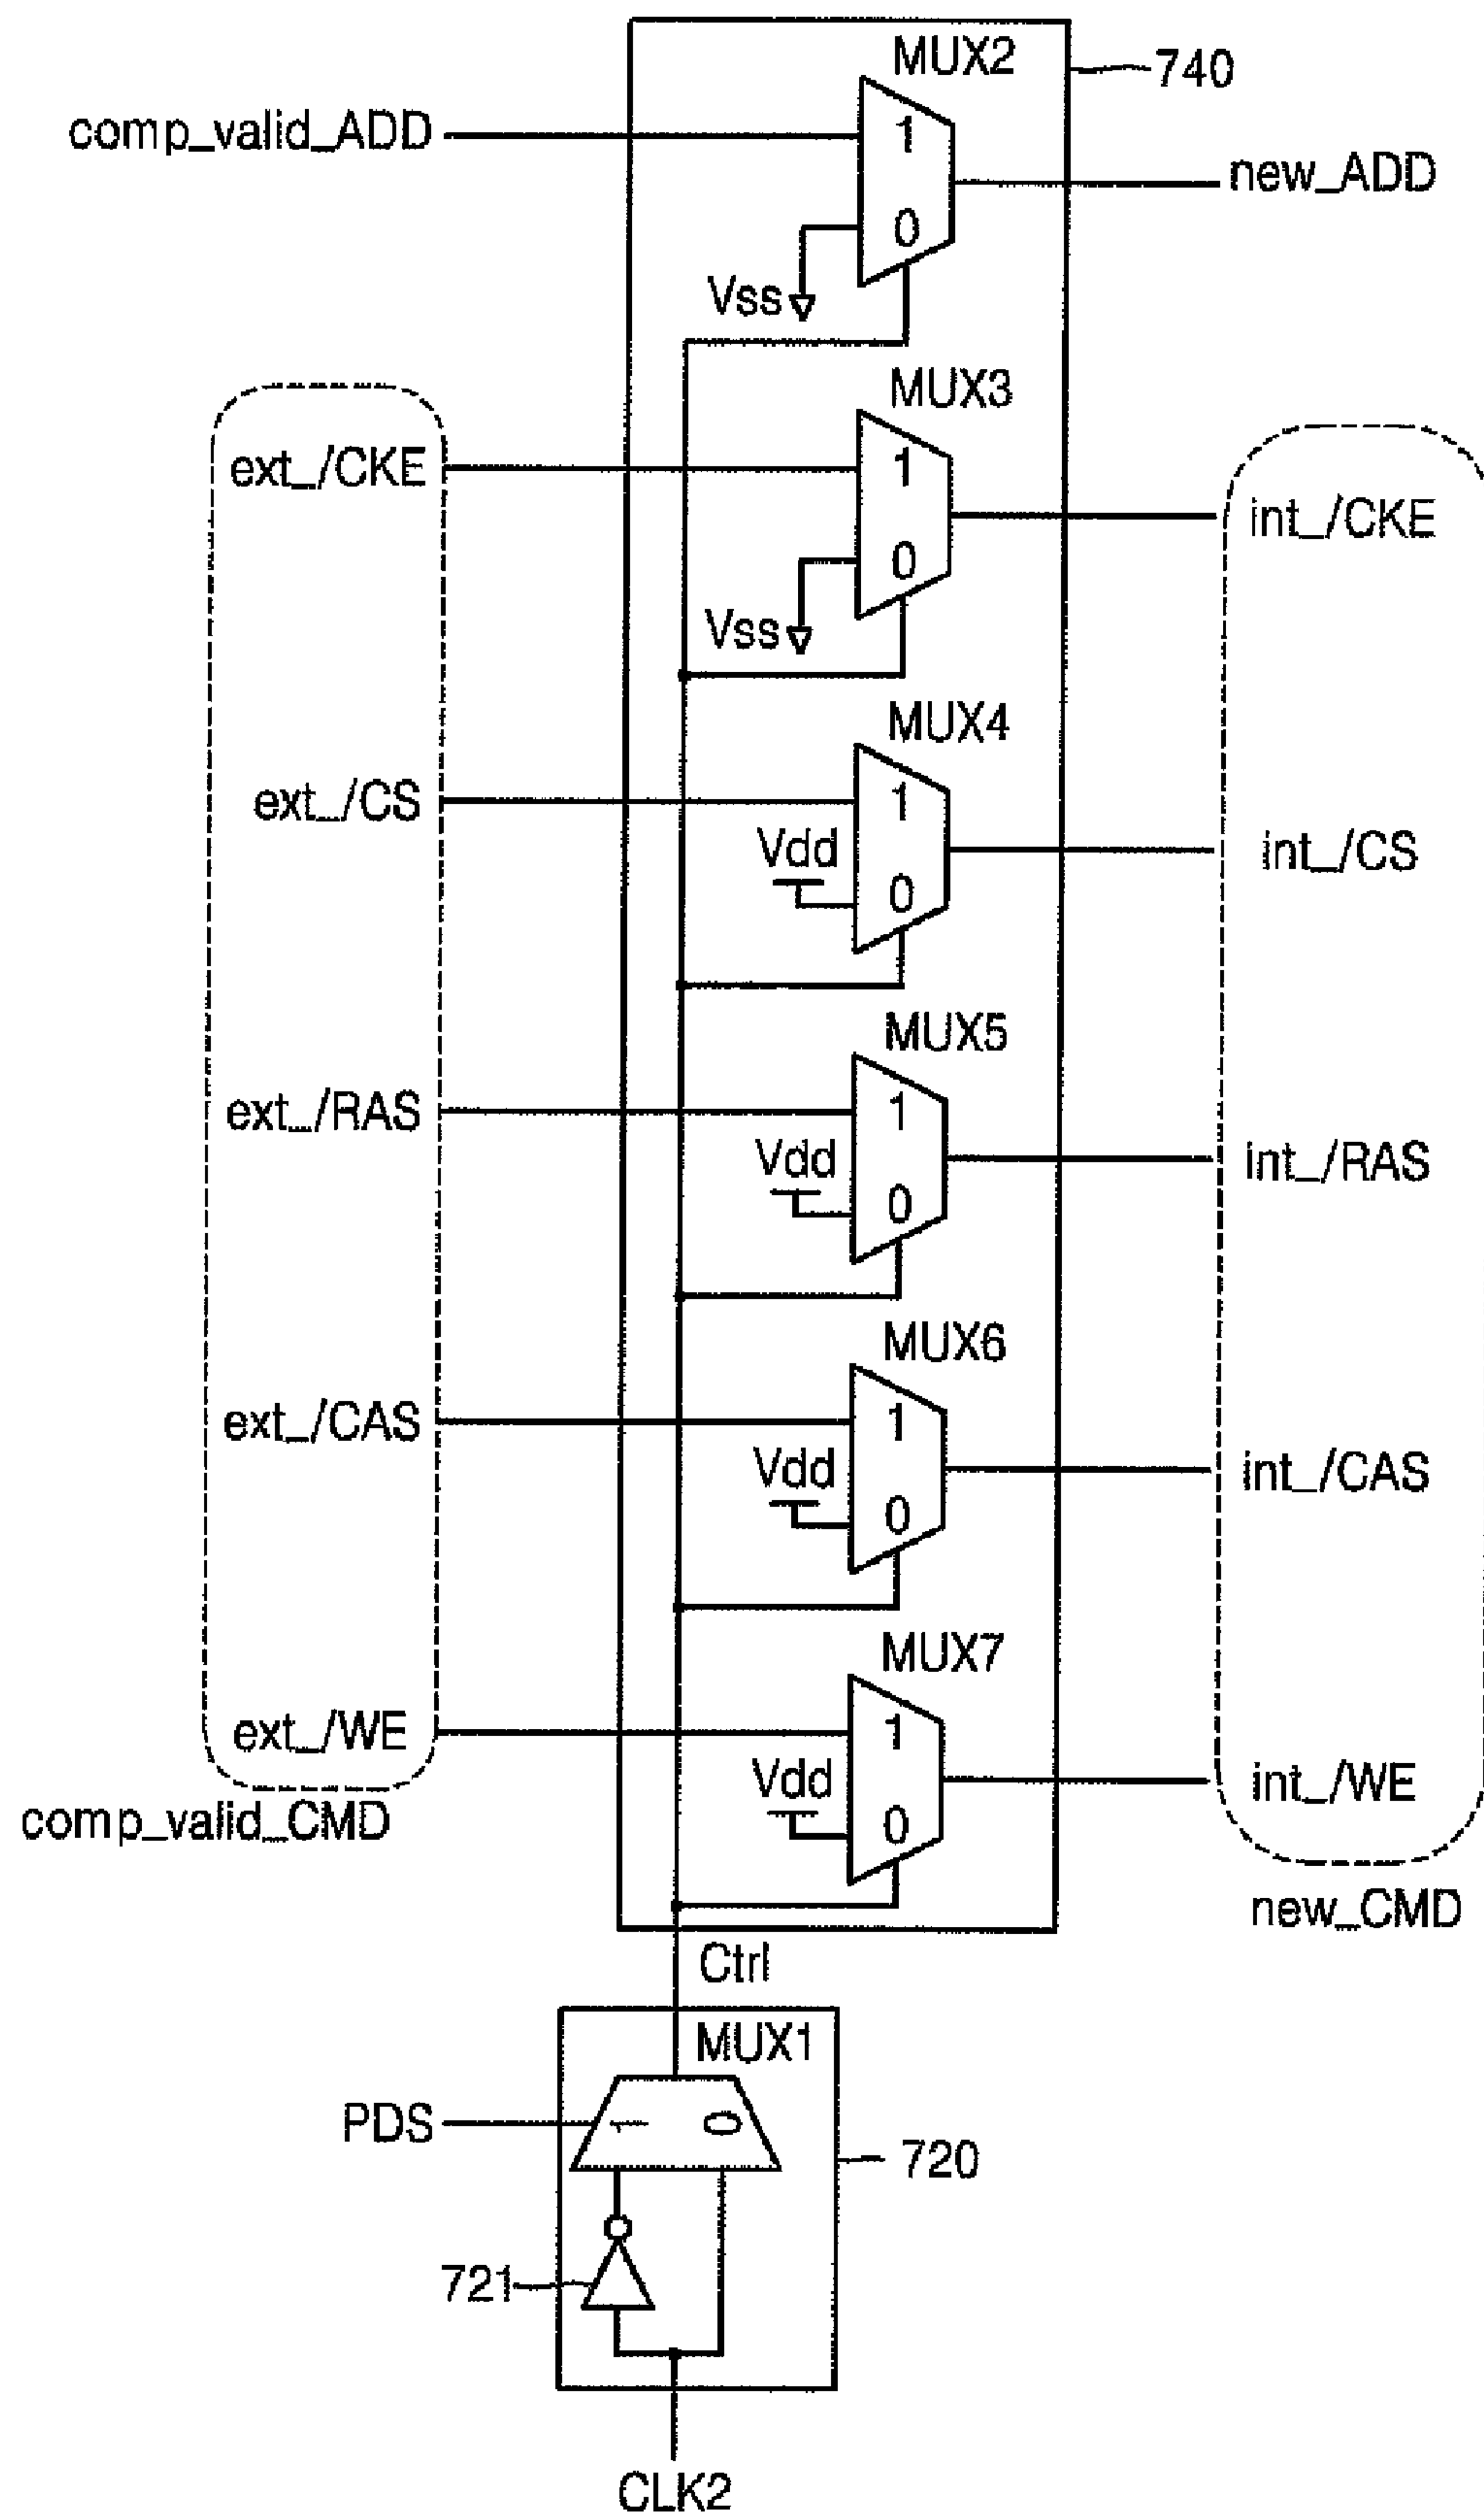 MUX2
740
comp_valid_ADD
1
new_ADD
0
Vss
MUX3
ext_/CKE
1
int_/CKE
0
Vss
MUX4
ext_/CS
1
Vdd
int_/CS
0
MUX5
ext_/RAS
1
Vdd
int_/RAS
0
MUX6
ext_/CAS
1
Vdd
int_/CAS
0
MUX7
ext_/WE
1
Vdd
int_/WE
0
comp_valid_CMD
new_CMD
Ctrl
MUX1
PDS
1 0
720
721
CLK2